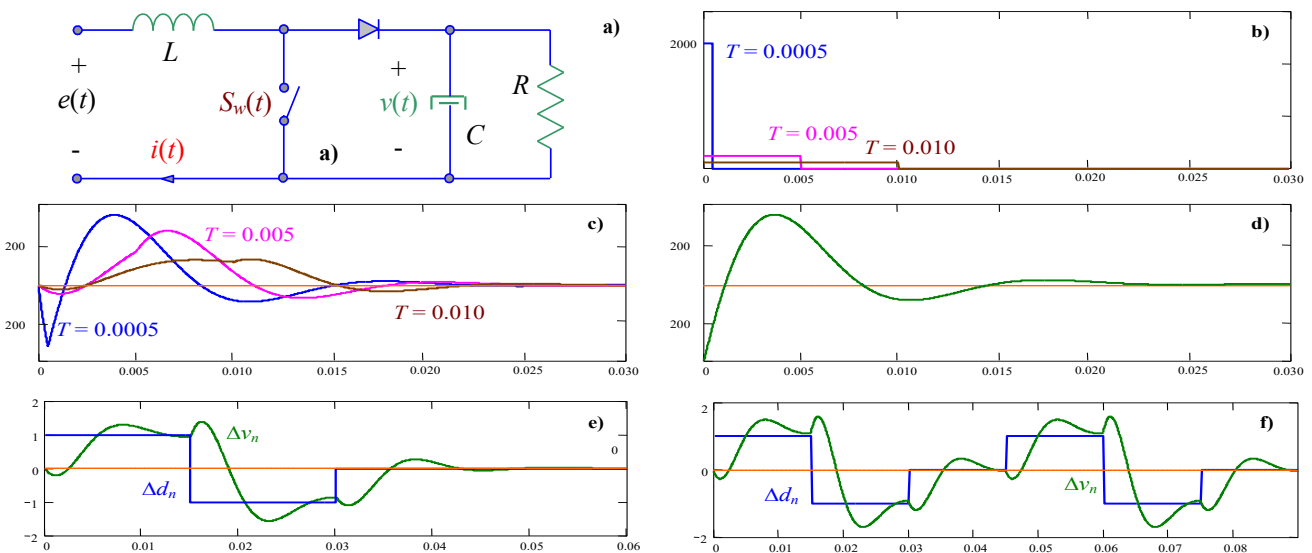 a)
L
+
e(t)
-
i(t)
S_w(t)
a)
+
v(t)
-
C
R
b)
2000
T = 0.0005
T = 0.005
T = 0.010
0 0.005 0.010 0.015 0.020 0.025 0.030
c)
200
200
T = 0.005
T = 0.0005
T = 0.010
0 0.005 0.010 0.015 0.020 0.025 0.030
d)
200
200
0 0.005 0.010 0.015 0.020 0.025 0.030
e)
2
1
0
−1
−2
Δv_n
Δd_n
0
0 0.01 0.02 0.03 0.04 0.05 0.06
f)
2
1
0
−1
−2
Δd_n
Δv_n
0 0.01 0.02 0.03 0.04 0.05 0.06 0.07 0.08